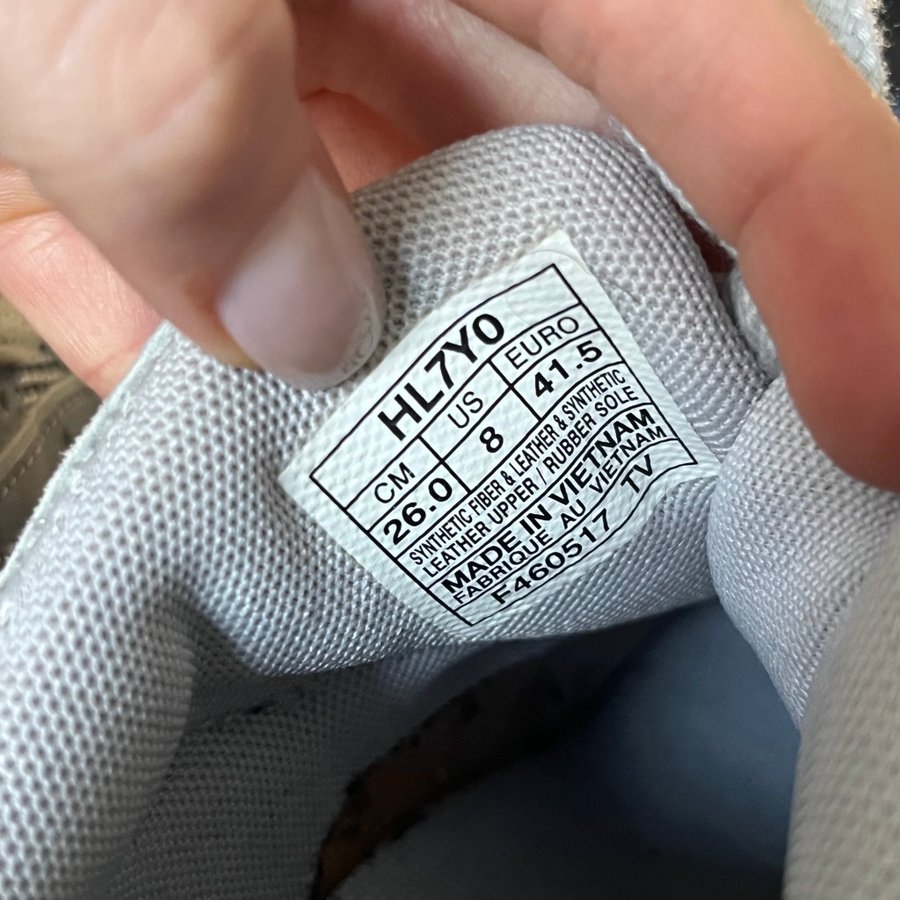 HL7Y0
CM US EURO
26.0 8 41.5
SYNTHETIC FIBER & LEATHER & SYNTHETIC
LEATHER UPPER / RUBBER SOLE
MADE IN VIETNAM
FABRIQUE AU VIETNAM
F460517 TV